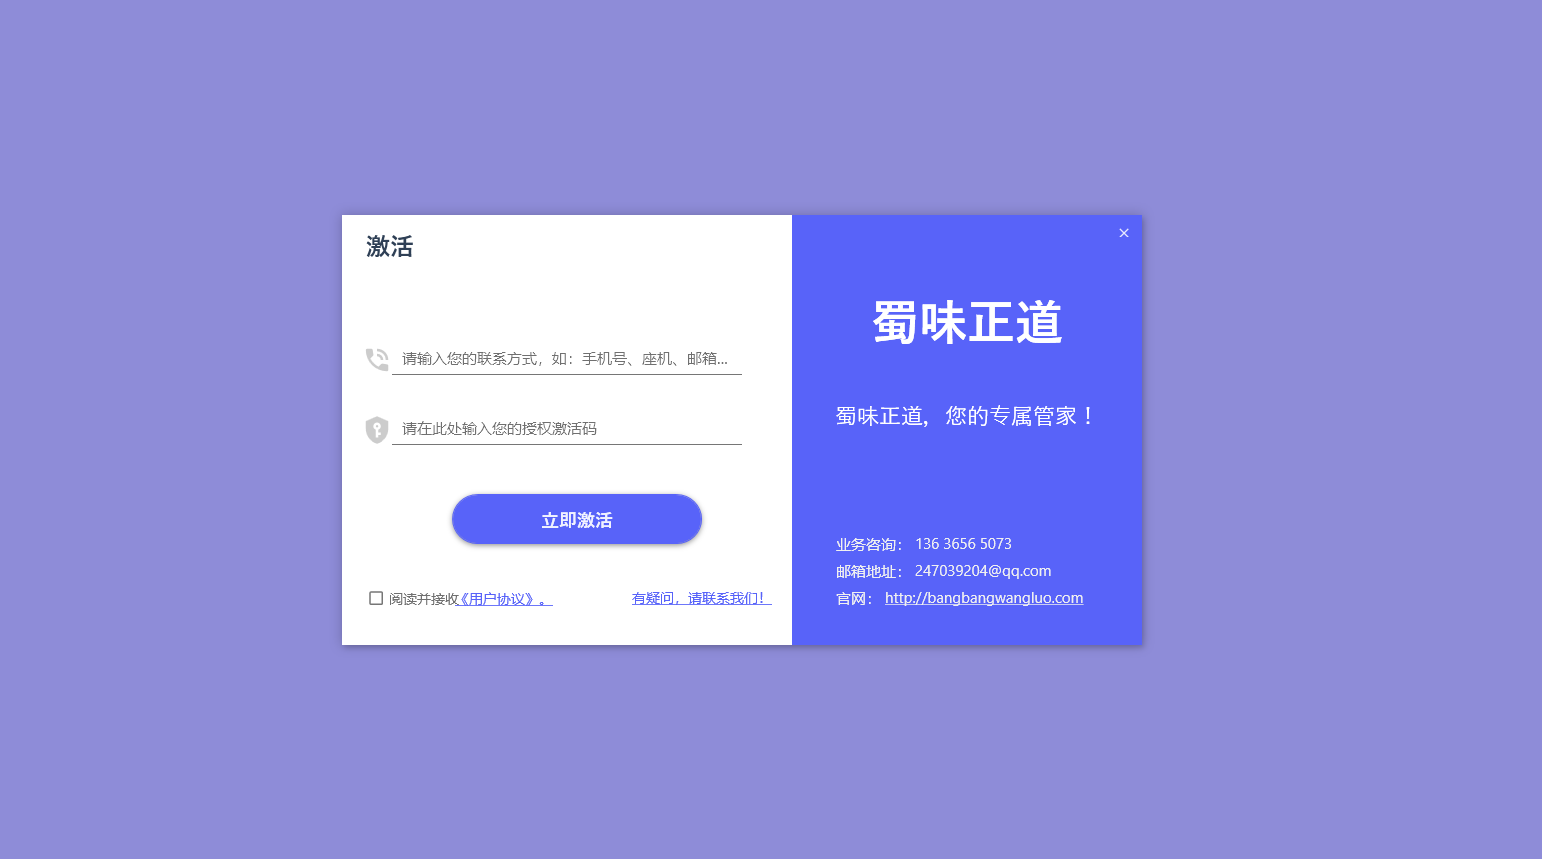 激活
请输入您的联系方式，如：手机号、座机、邮箱...
请在此处输入您的授权激活码
立即激活
阅读并接收《用户协议》。
有疑问，请联系我们！
蜀味正道
蜀味正道，您的专属管家！
业务咨询： 136 3656 5073
邮箱地址： 247039204@qq.com
官网： http://bangbangwangluo.com